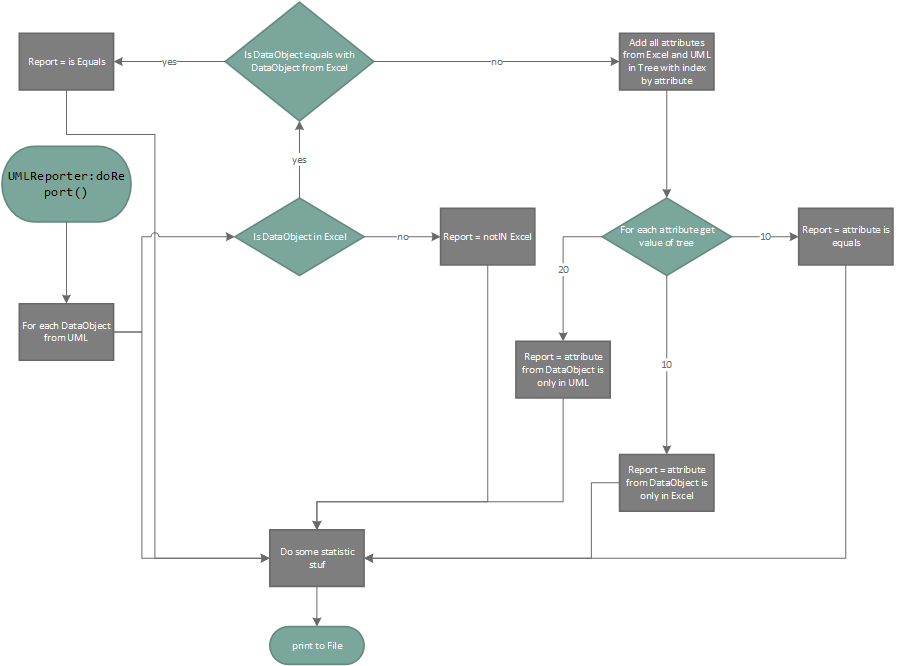 Report = is Equals
yes
Is DataObject equals with
DataObject from Excel
no
Add all attributes
from Excel and UML
in Tree with index
by attribute
yes
UMLReporter:doRe
port()
Is DataObject in Excel
no
Report = notIN Excel
For each attribute get
value of tree
10
Report = attribute is
equals
20
For each DataObject
from UML
Report = attribute
from DataObject is
only in UML
10
Report = attribute
from DataObject is
only in Excel
Do some statistic
stuf
print to File